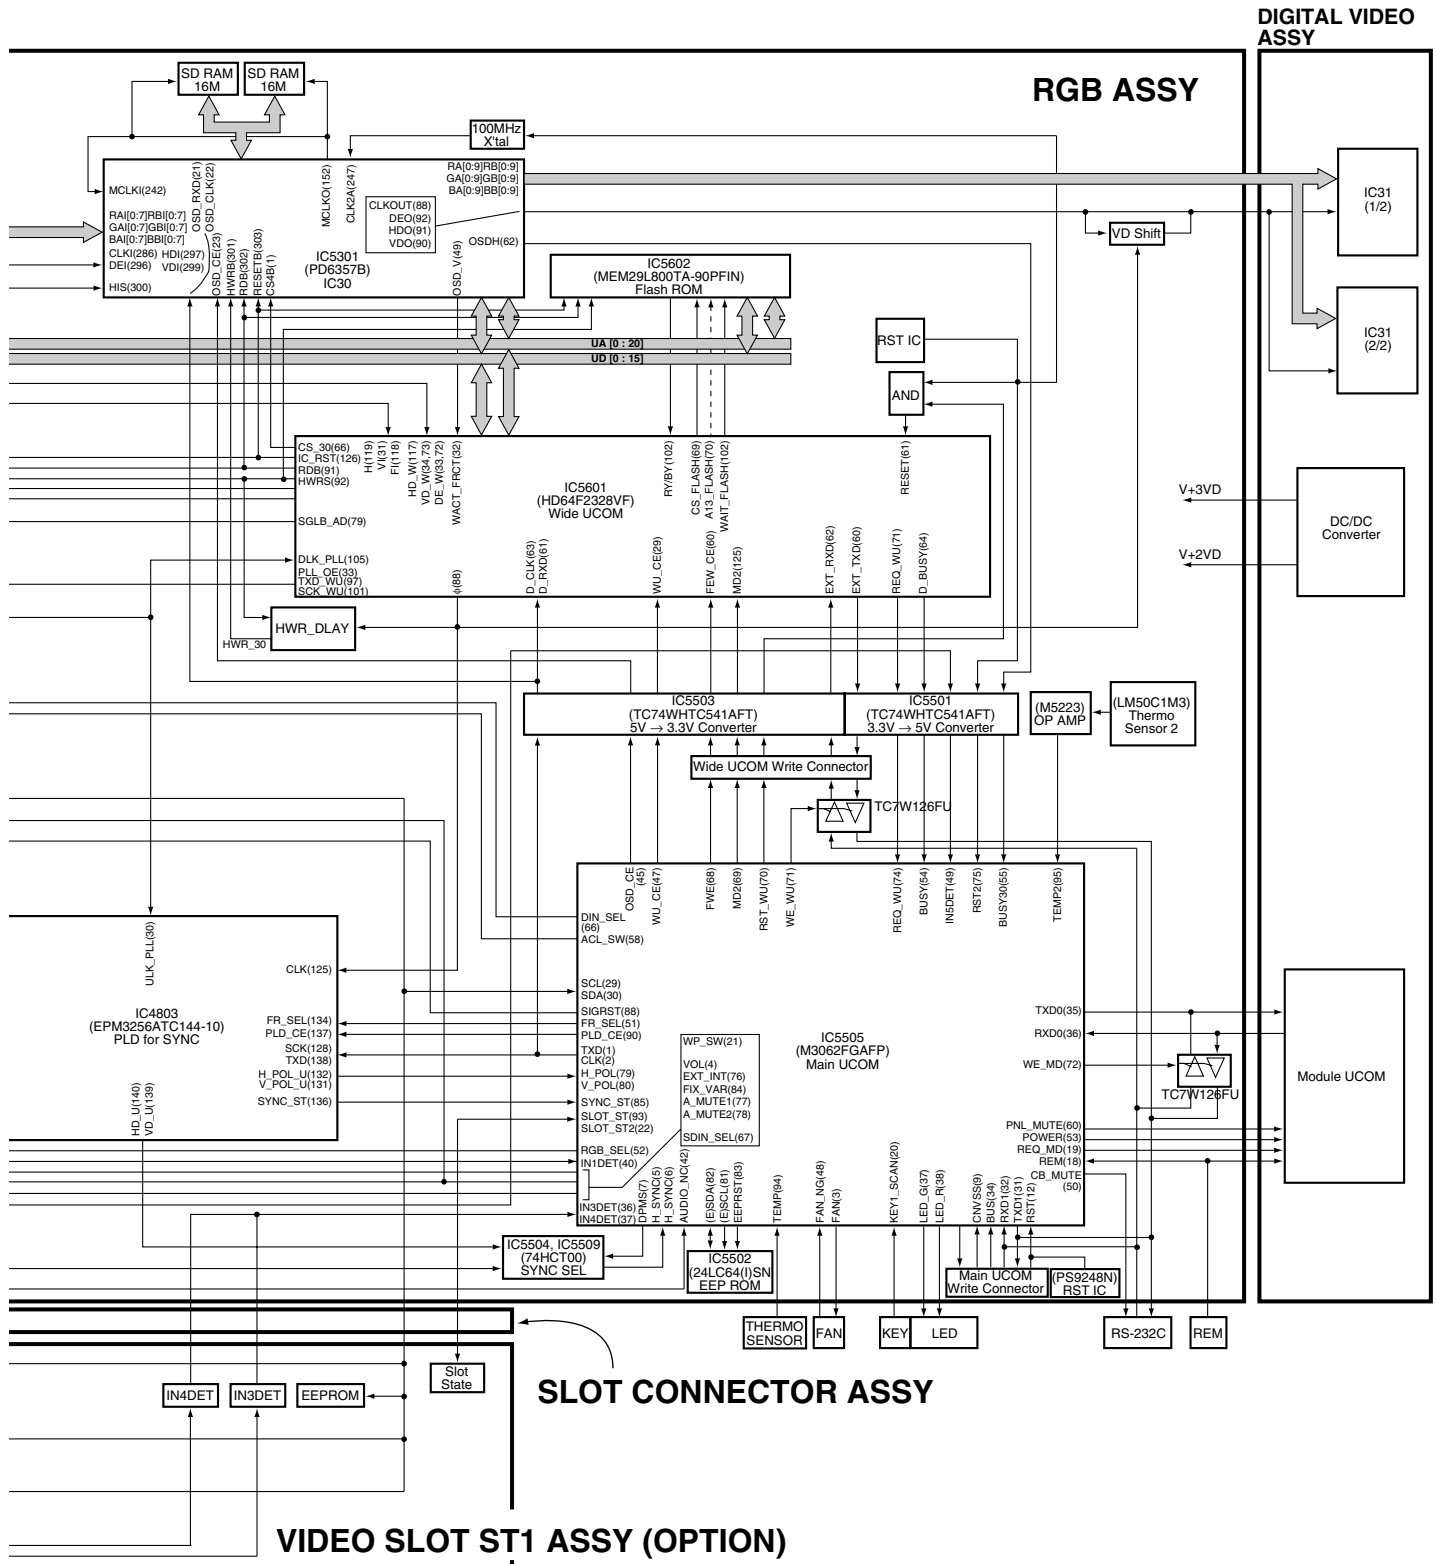 DIGITAL VIDEO
ASSY
RGB ASSY
SD RAM
16M
SD RAM
16M
100MHz
X'tal
MCLKI(242)
OSD_RXD(21)
OSD_CLK(22)
MCLKO(152)
CLK2A(247)
RA[0:9]RB[0:9]
GA[0:9]GB[0:9]
BA[0:9]BB[0:9]
CLKOUT(88)
DEO(92)
HDO(91)
VDO(90)
RAI[0:7]RBI[0:7]
GAI[0:7]GBI[0:7]
BAI[0:7]BBI[0:7]
CLKI(286)
HDI(297)
DEI(296)
VDI(299)
HIS(300)
OSD_CE(23)
HWRB(301)
RDB(302)
RESETB(303)
CS4B(1)
IC5301
(PD6357B)
IC30
OSD_V(49)
OSDH(62)
IC31
(1/2)
VD Shift
IC31
(2/2)
IC5602
(MEM29L800TA-90PFIN)
Flash ROM
UA [0 : 20]
UD [0 : 15]
RST IC
AND
CS_30(66)
IC_RST(126)
RDB(91)
HWRS(92)
SGLB_AD(79)
DLK_PLL(105)
PLL_OE(33)
TXD_WU(97)
SCK_WU(101)
H(119)
VI(31)
FI(118)
HD_W(117)
VD_W(34,73)
DE_W(33,72)
WACT_FRCT(32)
RY/BY(102)
CS_FLASH(69)
A13_FLASH(70)
WAIT_FLASH(102)
RESET(61)
IC5601
(HD64F2328VF)
Wide UCOM
ϕ(88)
D_CLK(63)
D_RXD(61)
WU_CE(29)
FEW_CE(60)
MD2(125)
EXT_RXD(62)
EXT_TXD(60)
REQ_WU(71)
D_BUSY(64)
V+3VD
V+2VD
DC/DC
Converter
HWR_DLAY
HWR_30
IC5503
(TC74WHTC541AFT)
5V → 3.3V Converter
IC5501
(TC74WHTC541AFT)
3.3V → 5V Converter
(M5223)
OP AMP
(LM50C1M3)
Thermo
Sensor 2
Wide UCOM Write Connector
TC7W126FU
OSD_CE
(45)
WU_CE(47)
FWE(68)
MD2(69)
RST_WU(70)
WE_WU(71)
REQ_WU(74)
BUSY(54)
IN5DET(49)
RST2(75)
BUSY30(55)
TEMP2(95)
ULK_PLL(30)
CLK(125)
IC4803
(EPM3256ATC144-10)
PLD for SYNC
FR_SEL(134)
PLD_CE(137)
SCK(128)
TXD(138)
H_POL_U(132)
V_POL_U(131)
SYNC_ST(136)
HD_U(140)
VD_U(139)
DIN_SEL
(66)
ACL_SW(58)
SCL(29)
SDA(30)
SIGRST(88)
FR_SEL(51)
PLD_CE(90)
TXD(1)
CLK(2)
H_POL(79)
V_POL(80)
SYNC_ST(85)
SLOT_ST(93)
SLOT_ST2(22)
RGB_SEL(52)
IN1DET(40)
IN3DET(36)
IN4DET(37)
WP_SW(21)
VOL(4)
EXT_INT(76)
FIX_VAR(84)
A_MUTE1(77)
A_MUTE2(78)
SDIN_SEL(67)
IC5505
(M3062FGAFP)
Main UCOM
TXD0(35)
RXD0(36)
WE_MD(72)
TC7W126FU
Module UCOM
PNL_MUTE(60)
POWER(53)
REQ_MD(19)
REM(18)
CB_MUTE
(50)
DPMS(7)
H_SYNC(5)
H_SYNC(6)
AUDIO_NC(42)
(E)SDA(82)
(E)SCL(81)
EEPRST(83)
TEMP(94)
FAN_NG(48)
FAN(3)
KEY1_SCAN(20)
LED_G(37)
LED_R(38)
CNVSS(9)
BUS(34)
RXD1(32)
TXD1(31)
RST(12)
IC5504, IC5509
(74HCT00)
SYNC SEL
IC5502
(24LC64(I)SN
EEP ROM
Main UCOM
Write Connector
(PS9248N)
RST IC
THERMO
SENSOR
FAN
KEY
LED
RS-232C
REM
Slot
State
IN4DET
IN3DET
EEPROM
SLOT CONNECTOR ASSY
VIDEO SLOT ST1 ASSY (OPTION)